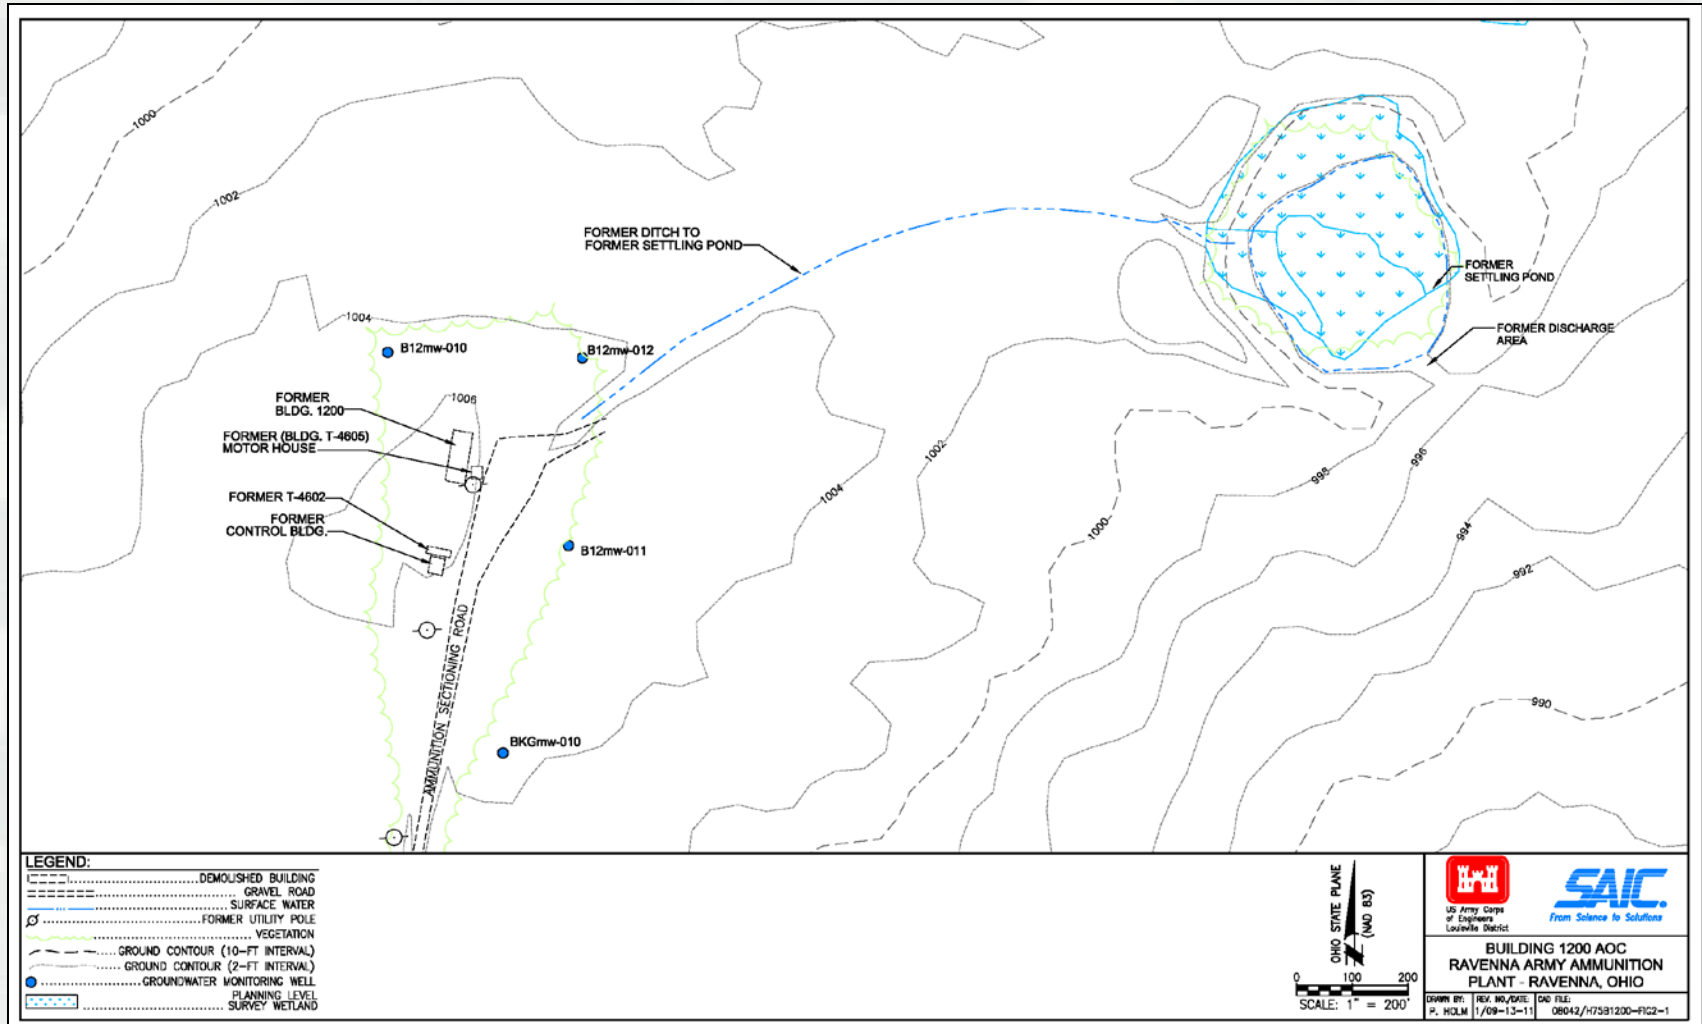 1000
1002
FORMER DITCH TO
FORMER SETTLING POND
FORMER
SETTLING POND
FORMER DISCHARGE
AREA
1004
B12mw-010
B12mw-012
FORMER
BLDG. 1200
1006
FORMER (BLDG. T-4605)
MOTOR HOUSE
FORMER T-4602
FORMER
CONTROL BLDG.
B12mw-011
1002
1004
1000
998
996
994
992
990
AMMUNITION SECTIONING ROAD
BKGmw-010
LEGEND:
DEMOLISHED BUILDING
GRAVEL ROAD
SURFACE WATER
FORMER UTILITY POLE
VEGETATION
GROUND CONTOUR (10-FT INTERVAL)
GROUND CONTOUR (2-FT INTERVAL)
GROUNDWATER MONITORING WELL
PLANNING LEVEL
SURVEY WETLAND
OHIO STATE PLANE
(NAD 83)
N
0 100 200
SCALE: 1" = 200'
US Army Corps
of Engineers
Louisville District
SAIC.
From Science to Solutions
BUILDING 1200 AOC
RAVENNA ARMY AMMUNITION
PLANT - RAVENNA, OHIO
DRAWN BY: REV. NO./DATE: CAD FILE:
P. HOLM 1/09-13-11 08042/H75B1200-FIG2-1